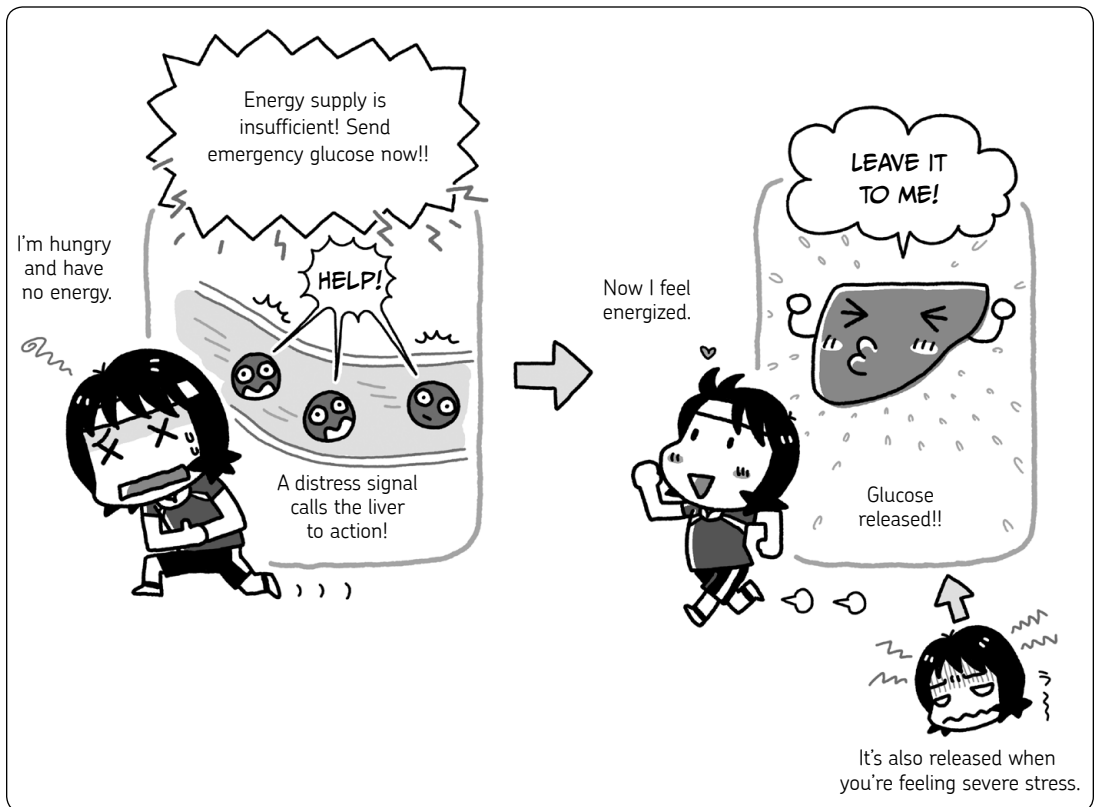 Energy supply is
insufficient! Send
emergency glucose now!!
I'm hungry
and have
no energy.
HELP!
A distress signal
calls the liver
to action!
Now I feel
energized.
LEAVE IT
TO ME!
Glucose
released!!
It's also released when
you're feeling severe stress.